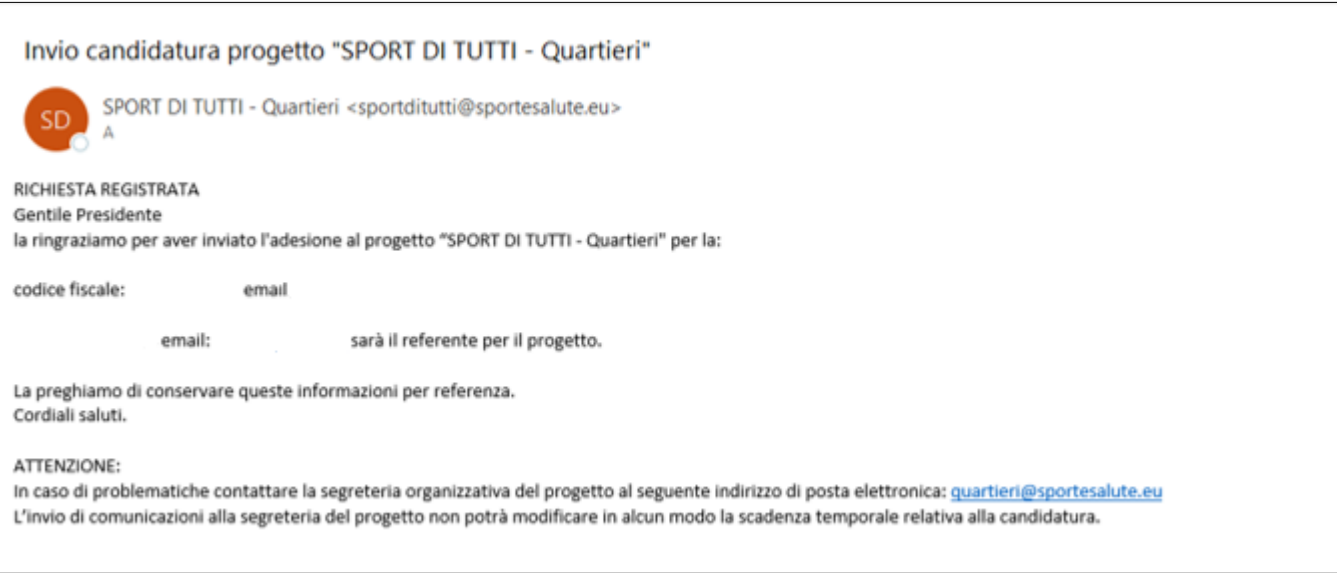 Invio candidatura progetto "SPORT DI TUTTI - Quartieri"
SD
SPORT DI TUTTI - Quartieri <sportditutti@sportesalute.eu>
A
RICHIESTA REGISTRATA
Gentile Presidente
la ringraziamo per aver inviato l'adesione al progetto “SPORT DI TUTTI - Quartieri" per la:
codice fiscale: email
email: sarà il referente per il progetto.
La preghiamo di conservare queste informazioni per referenza.
Cordiali saluti.
ATTENZIONE:
In caso di problematiche contattare la segreteria organizzativa del progetto al seguente indirizzo di posta elettronica: quartieri@sportesalute.eu
L’invio di comunicazioni alla segreteria del progetto non potrà modificare in alcun modo la scadenza temporale relativa alla candidatura.